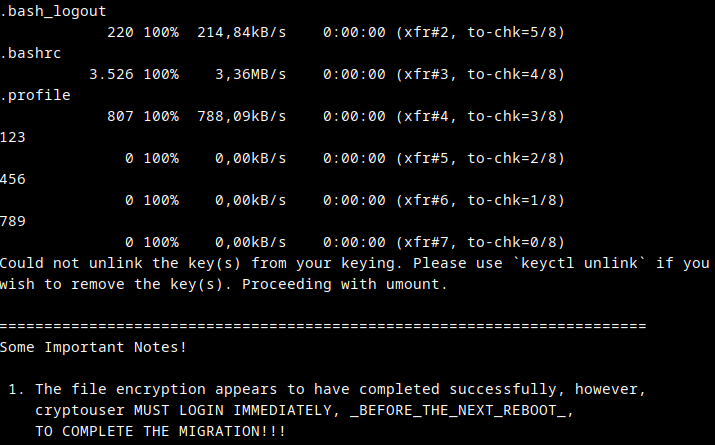 .bash_logout
            220 100%  214,84kB/s    0:00:00 (xfr#2, to-chk=5/8)
.bashrc
          3.526 100%    3,36MB/s    0:00:00 (xfr#3, to-chk=4/8)
.profile
            807 100%  788,09kB/s    0:00:00 (xfr#4, to-chk=3/8)
123
              0 100%    0,00kB/s    0:00:00 (xfr#5, to-chk=2/8)
456
              0 100%    0,00kB/s    0:00:00 (xfr#6, to-chk=1/8)
789
              0 100%    0,00kB/s    0:00:00 (xfr#7, to-chk=0/8)
Could not unlink the key(s) from your keying. Please use `keyctl unlink` if you
wish to remove the key(s). Proceeding with umount.

========================================================================
Some Important Notes!

 1. The file encryption appears to have completed successfully, however,
    cryptouser MUST LOGIN IMMEDIATELY, _BEFORE_THE_NEXT_REBOOT_,
    TO COMPLETE THE MIGRATION!!!